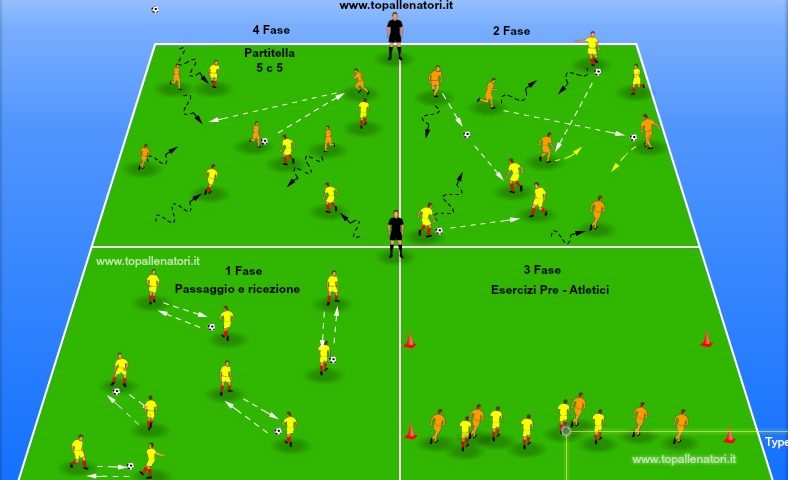 www.topallenatori.it
4 Fase
Partitella
5 c 5
2 Fase
www.topallenatori.it
1 Fase
Passaggio e ricezione
3 Fase
Esercizi Pre - Atletici
Type
www.topallenatori.it